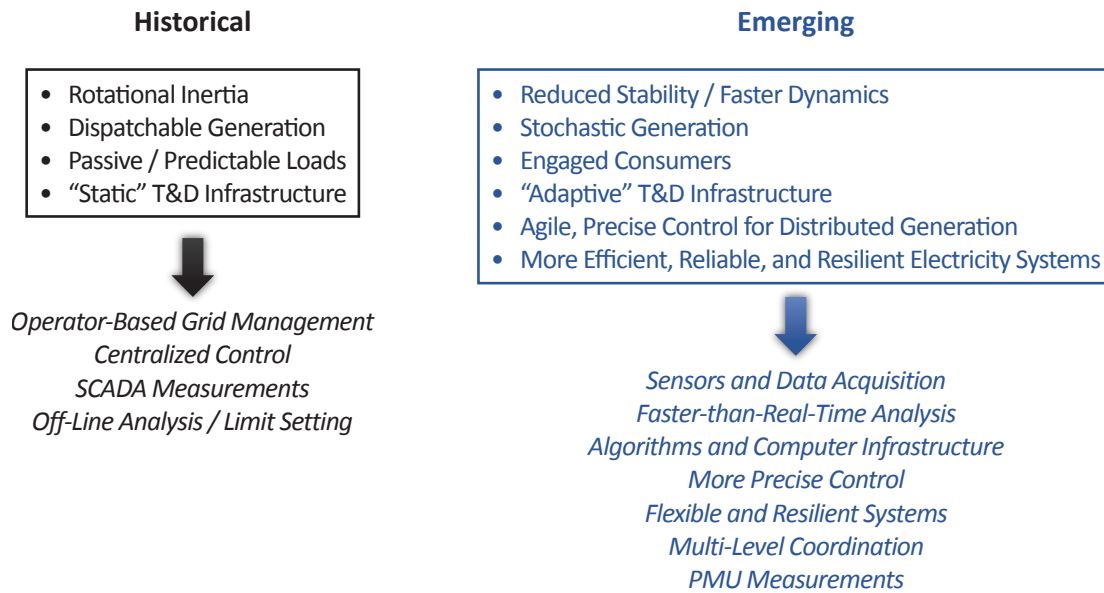 Historical
• Rotational Inertia
• Dispatchable Generation
• Passive / Predictable Loads
• “Static” T&D Infrastructure
Operator-Based Grid Management
Centralized Control
SCADA Measurements
Off-Line Analysis / Limit Setting
Emerging
• Reduced Stability / Faster Dynamics
• Stochastic Generation
• Engaged Consumers
• “Adaptive” T&D Infrastructure
• Agile, Precise Control for Distributed Generation
• More Efficient, Reliable, and Resilient Electricity Systems
Sensors and Data Acquisition
Faster-than-Real-Time Analysis
Algorithms and Computer Infrastructure
More Precise Control
Flexible and Resilient Systems
Multi-Level Coordination
PMU Measurements